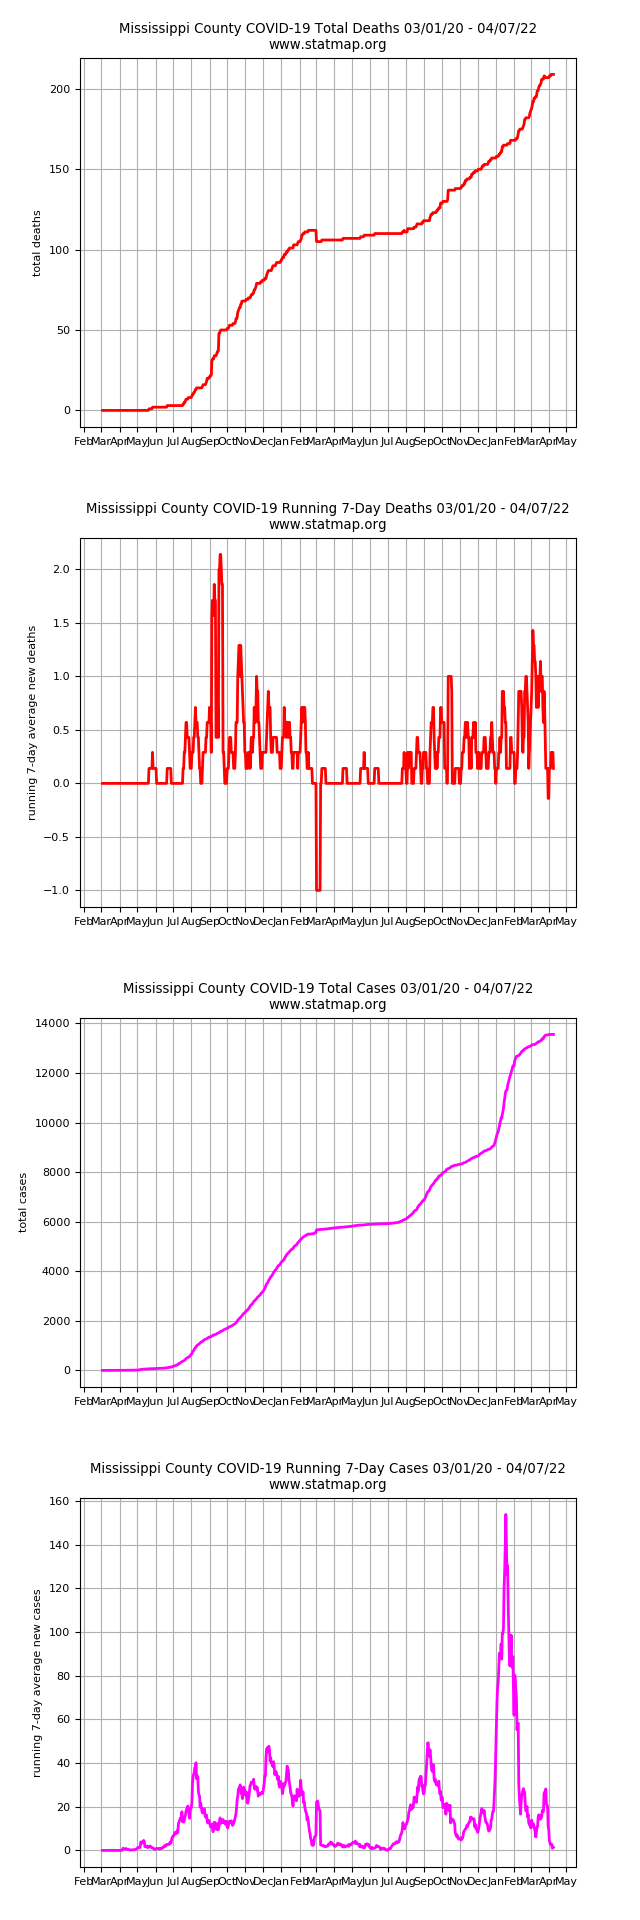 Mississippi County COVID-19 Total Deaths 03/01/20 - 04/07/22
www.statmap.org
total deaths
200
150
100
50
0
Feb Mar Apr May Jun Jul Aug Sep Oct Nov Dec Jan Feb Mar Apr May Jun Jul Aug Sep Oct Nov Dec Jan Feb Mar Apr May
Mississippi County COVID-19 Running 7-Day Deaths 03/01/20 - 04/07/22
www.statmap.org
running 7-day average new deaths
2.0
1.5
1.0
0.5
0.0
−0.5
−1.0
Feb Mar Apr May Jun Jul Aug Sep Oct Nov Dec Jan Feb Mar Apr May Jun Jul Aug Sep Oct Nov Dec Jan Feb Mar Apr May
Mississippi County COVID-19 Total Cases 03/01/20 - 04/07/22
www.statmap.org
total cases
14000
12000
10000
8000
6000
4000
2000
0
Feb Mar Apr May Jun Jul Aug Sep Oct Nov Dec Jan Feb Mar Apr May Jun Jul Aug Sep Oct Nov Dec Jan Feb Mar Apr May
Mississippi County COVID-19 Running 7-Day Cases 03/01/20 - 04/07/22
www.statmap.org
running 7-day average new cases
160
140
120
100
80
60
40
20
0
Feb Mar Apr May Jun Jul Aug Sep Oct Nov Dec Jan Feb Mar Apr May Jun Jul Aug Sep Oct Nov Dec Jan Feb Mar Apr May